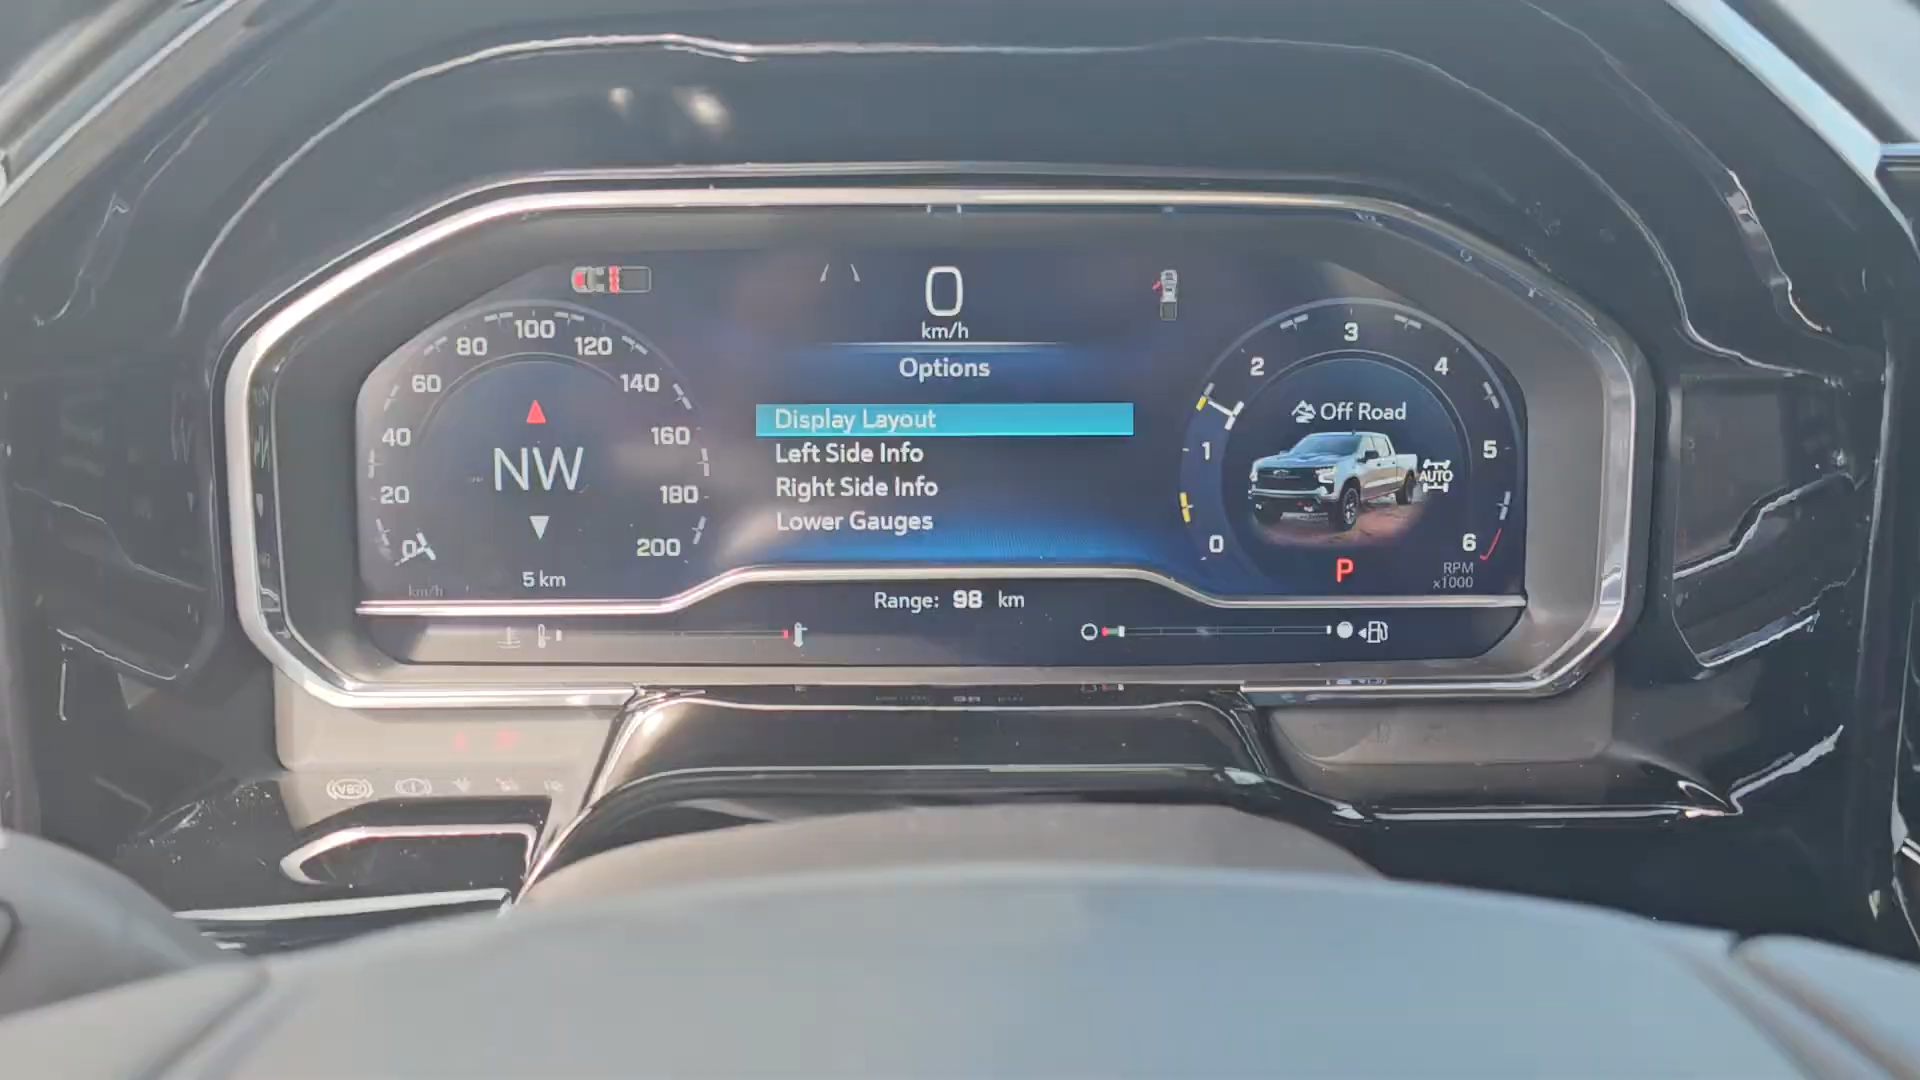 0
km/h
Options
Display Layout
Left Side Info
Right Side Info
Lower Gauges
0
20
40
60
80
100
120
140
160
180
200
km/h
NW
5 km
0
1
2
3
4
5
6
RPM
x1000
Off Road
AUTO
P
Range: 98 km